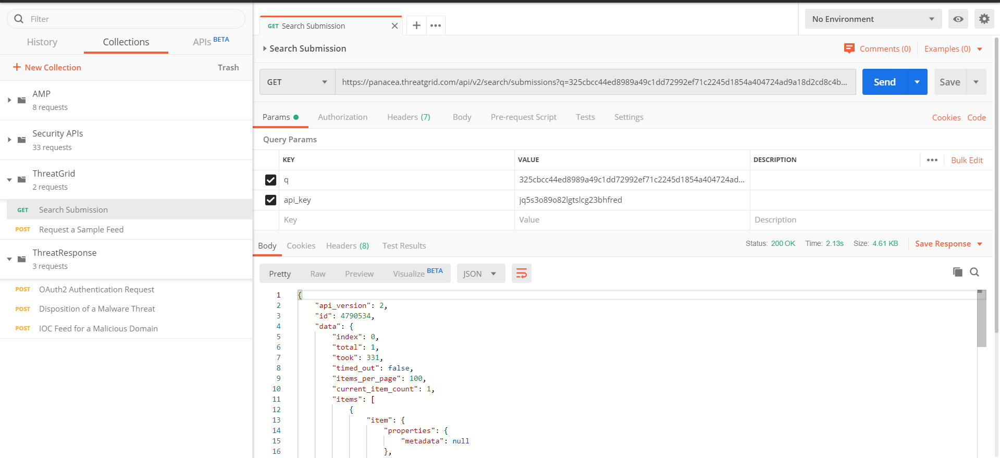 Filter
History
Collections
APIs BETA
+ New Collection
Trash
AMP
8 requests
Security APIs
33 requests
ThreatGrid
2 requests
GET Search Submission
POST Request a Sample Feed
ThreatResponse
3 requests
POST OAuth2 Authentication Request
POST Disposition of a Malware Threat
POST IOC Feed for a Malicious Domain
GET Search Submission
No Environment
Search Submission
Comments (0)
Examples (0)
GET
https://panacea.threatgrid.com/api/v2/search/submissions?q=325cbcc44ed8989a49c1dd72992ef71c2245d1854a404724ad9a18d2cd8c4b...
Send
Save
Params
Authorization
Headers (7)
Body
Pre-request Script
Tests
Settings
Cookies
Code
Query Params
KEY
VALUE
DESCRIPTION
Bulk Edit
q
325cbcc44ed8989a49c1dd72992ef71c2245d1854a404724ad...
api_key
jq5s3o89o82lgtslcg23bhfred
Key
Value
Description
Body
Cookies
Headers (8)
Test Results
Status: 200 OK
Time: 2.13s
Size: 4.61 KB
Save Response
Pretty
Raw
Preview
Visualize BETA
JSON
1 {
2 "api_version": 2,
3 "id": 4790534,
4 "data": {
5 "index": 0,
6 "total": 1,
7 "took": 331,
8 "timed_out": false,
9 "items_per_page": 100,
10 "current_item_count": 1,
11 "items": [
12 {
13 "item": {
14 "properties": {
15 "metadata": null
16 },